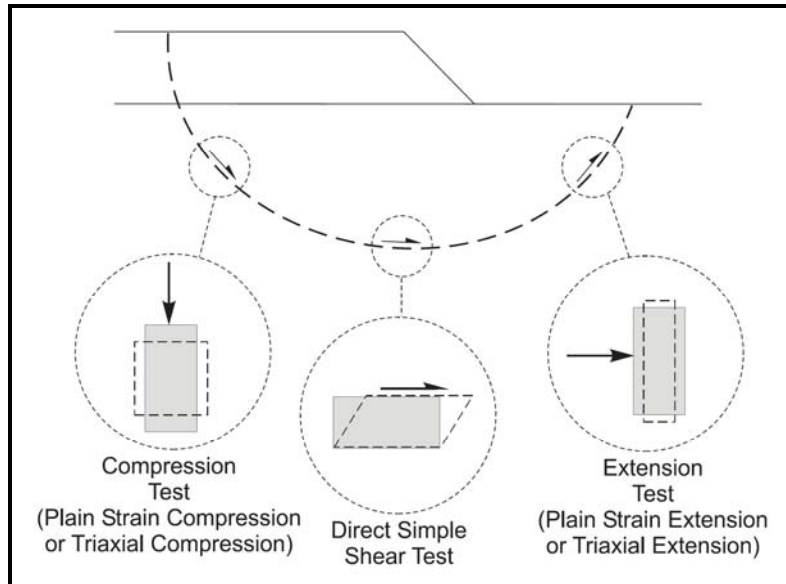 Compression
Test
(Plain Strain Compression
or Triaxial Compression)
Direct Simple
Shear Test
Extension
Test
(Plain Strain Extension
or Triaxial Extension)